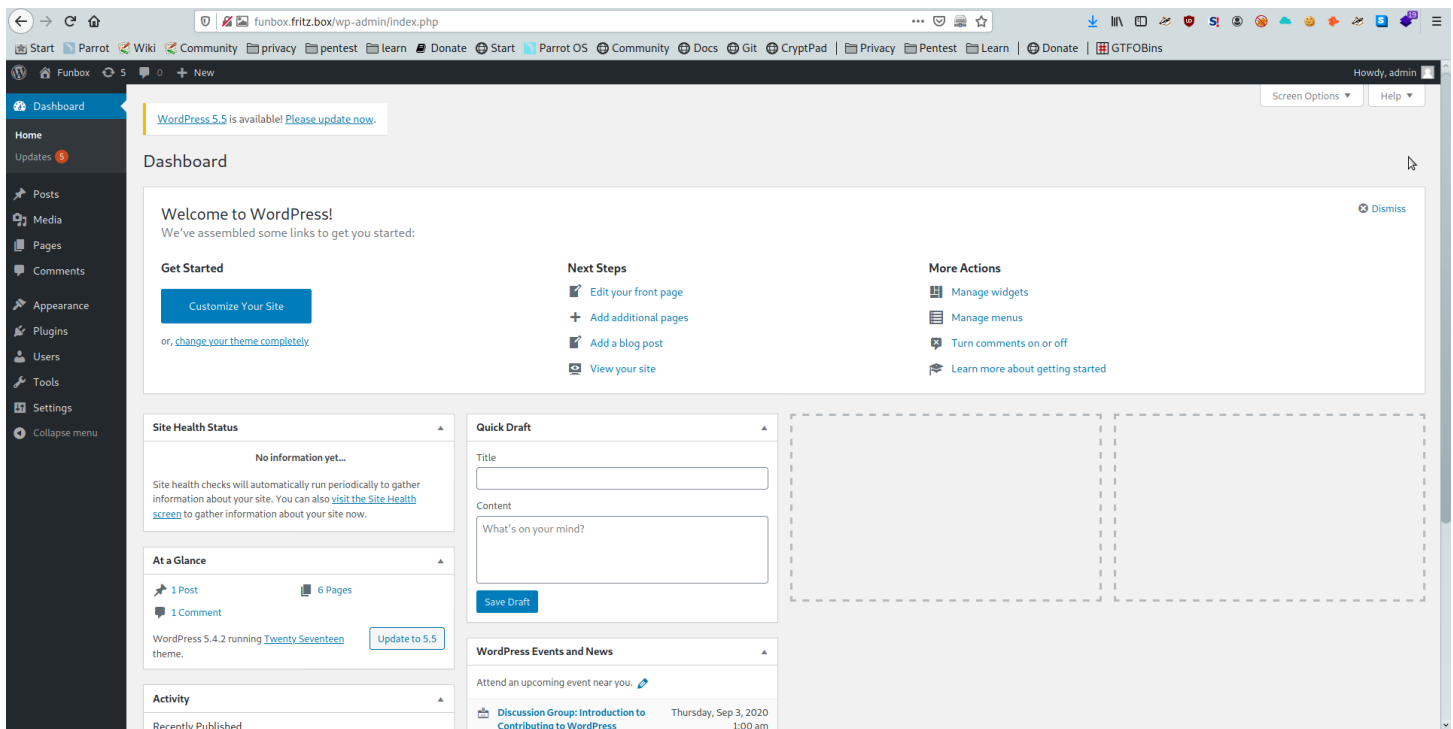 funbox.fritz.box/wp-admin/index.php
19
Start Parrot Wiki Community privacy pentest learn Donate Start Parrot OS Community Docs Git CryptPad | Privacy Pentest Learn | Donate | GTFOBins
Funbox 5 0 + New Howdy, admin
Screen Options ▼ Help ▼
Dashboard
Home
Updates 5
Posts
Media
Pages
Comments
Appearance
Plugins
Users
Tools
Settings
Collapse menu
WordPress 5.5 is available! Please update now.
Dashboard
Welcome to WordPress!
We've assembled some links to get you started:
Dismiss
Get Started
Customize Your Site
or, change your theme completely
Next Steps
Edit your front page
Add additional pages
Add a blog post
View your site
More Actions
Manage widgets
Manage menus
Turn comments on or off
Learn more about getting started
Site Health Status
No information yet...
Site health checks will automatically run periodically to gather
information about your site. You can also visit the Site Health
screen to gather information about your site now.
At a Glance
1 Post 6 Pages
1 Comment
WordPress 5.4.2 running Twenty Seventeen
theme.
Update to 5.5
Activity
Recently Published
Quick Draft
Title
Content
What's on your mind?
Save Draft
WordPress Events and News
Attend an upcoming event near you.
Discussion Group: Introduction to
Contributing to WordPress
Thursday, Sep 3, 2020
1:00 am